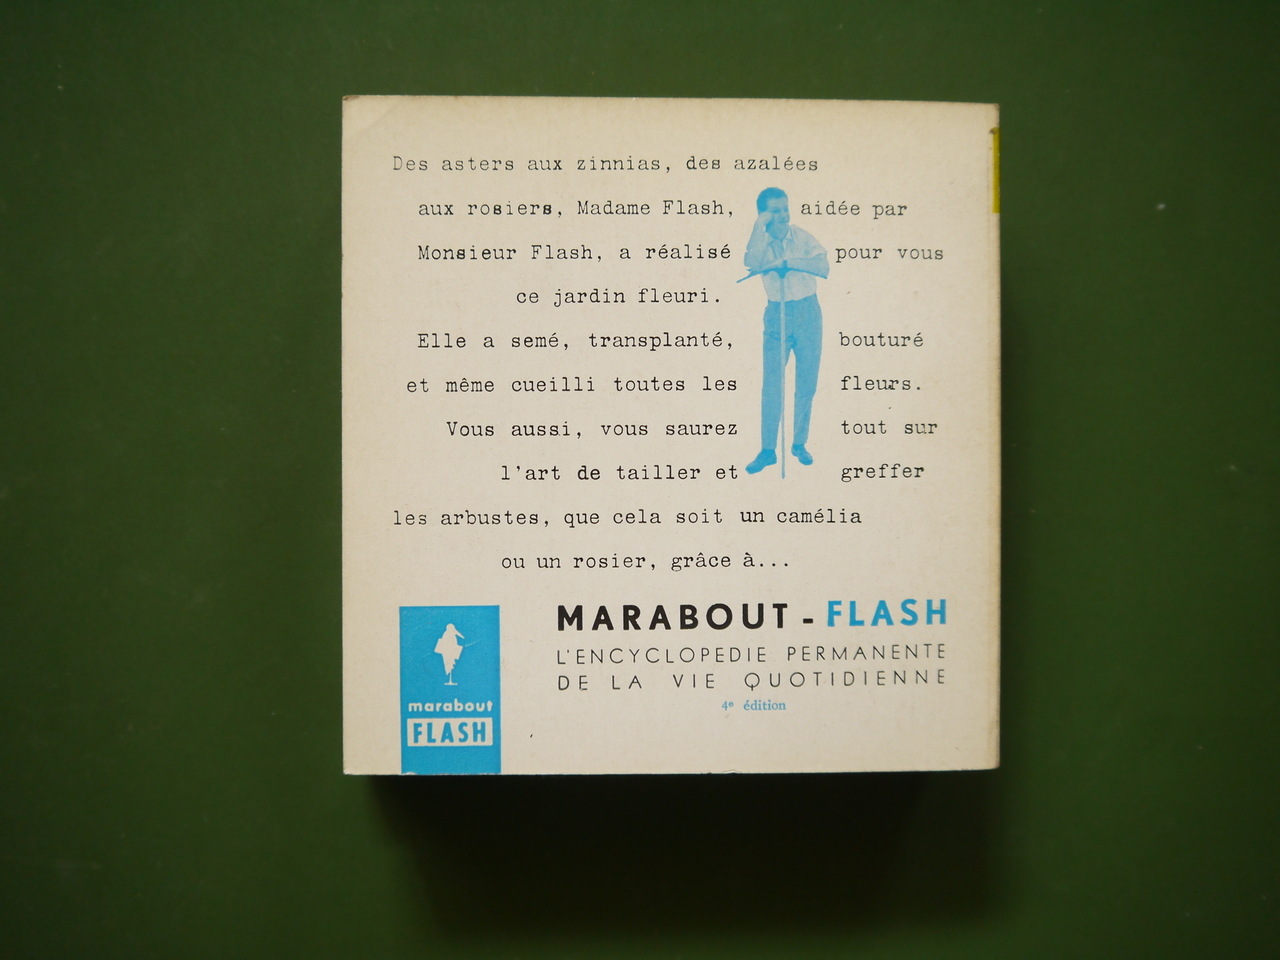 Des asters aux zinnias, des azalées
aux rosiers, Madame Flash, aidée par
Monsieur Flash, a réalisé pour vous
ce jardin fleuri.
Elle a semé, transplanté, bouturé
et même cueilli toutes les fleurs.
Vous aussi, vous saurez tout sur
l'art de tailler et greffer
les arbustes, que cela soit un camélia
ou un rosier, grâce à...
MARABOUT - FLASH
L'ENCYCLOPEDIE PERMANENTE
DE LA VIE QUOTIDIENNE
4e édition
marabout
FLASH